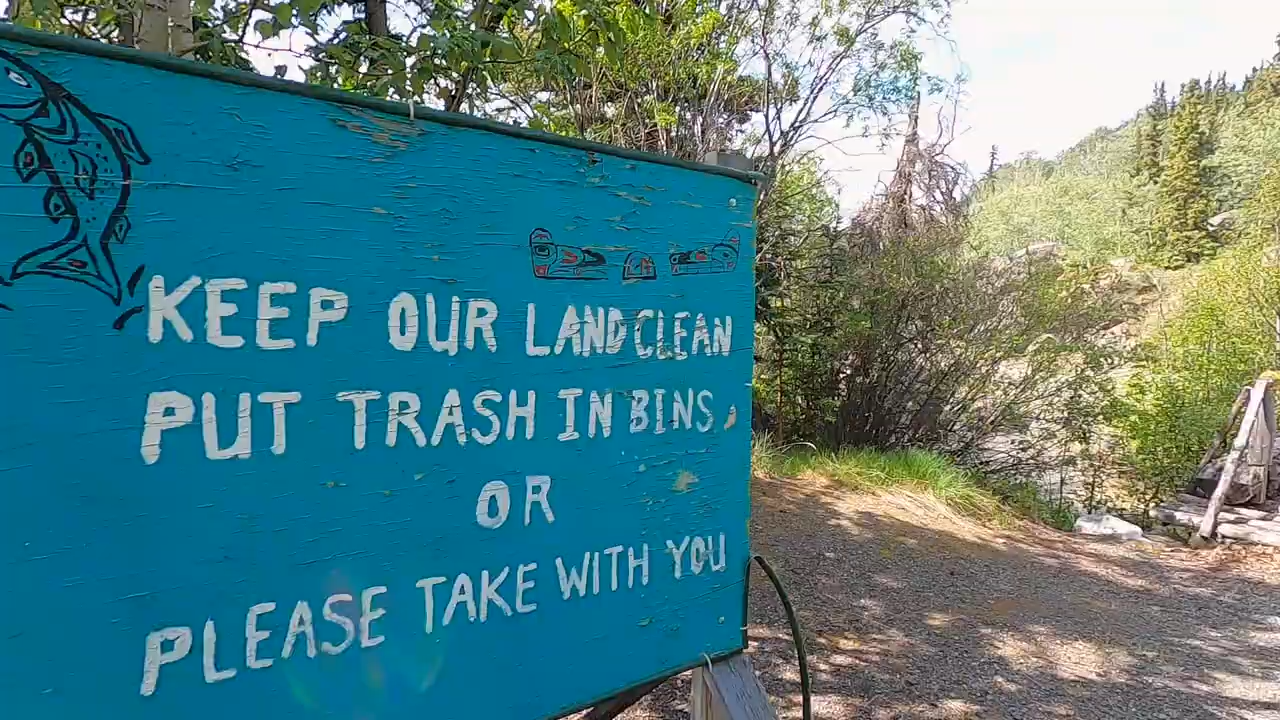 KEEP OUR LAND CLEAN
PUT TRASH IN BINS
OR
PLEASE TAKE WITH YOU